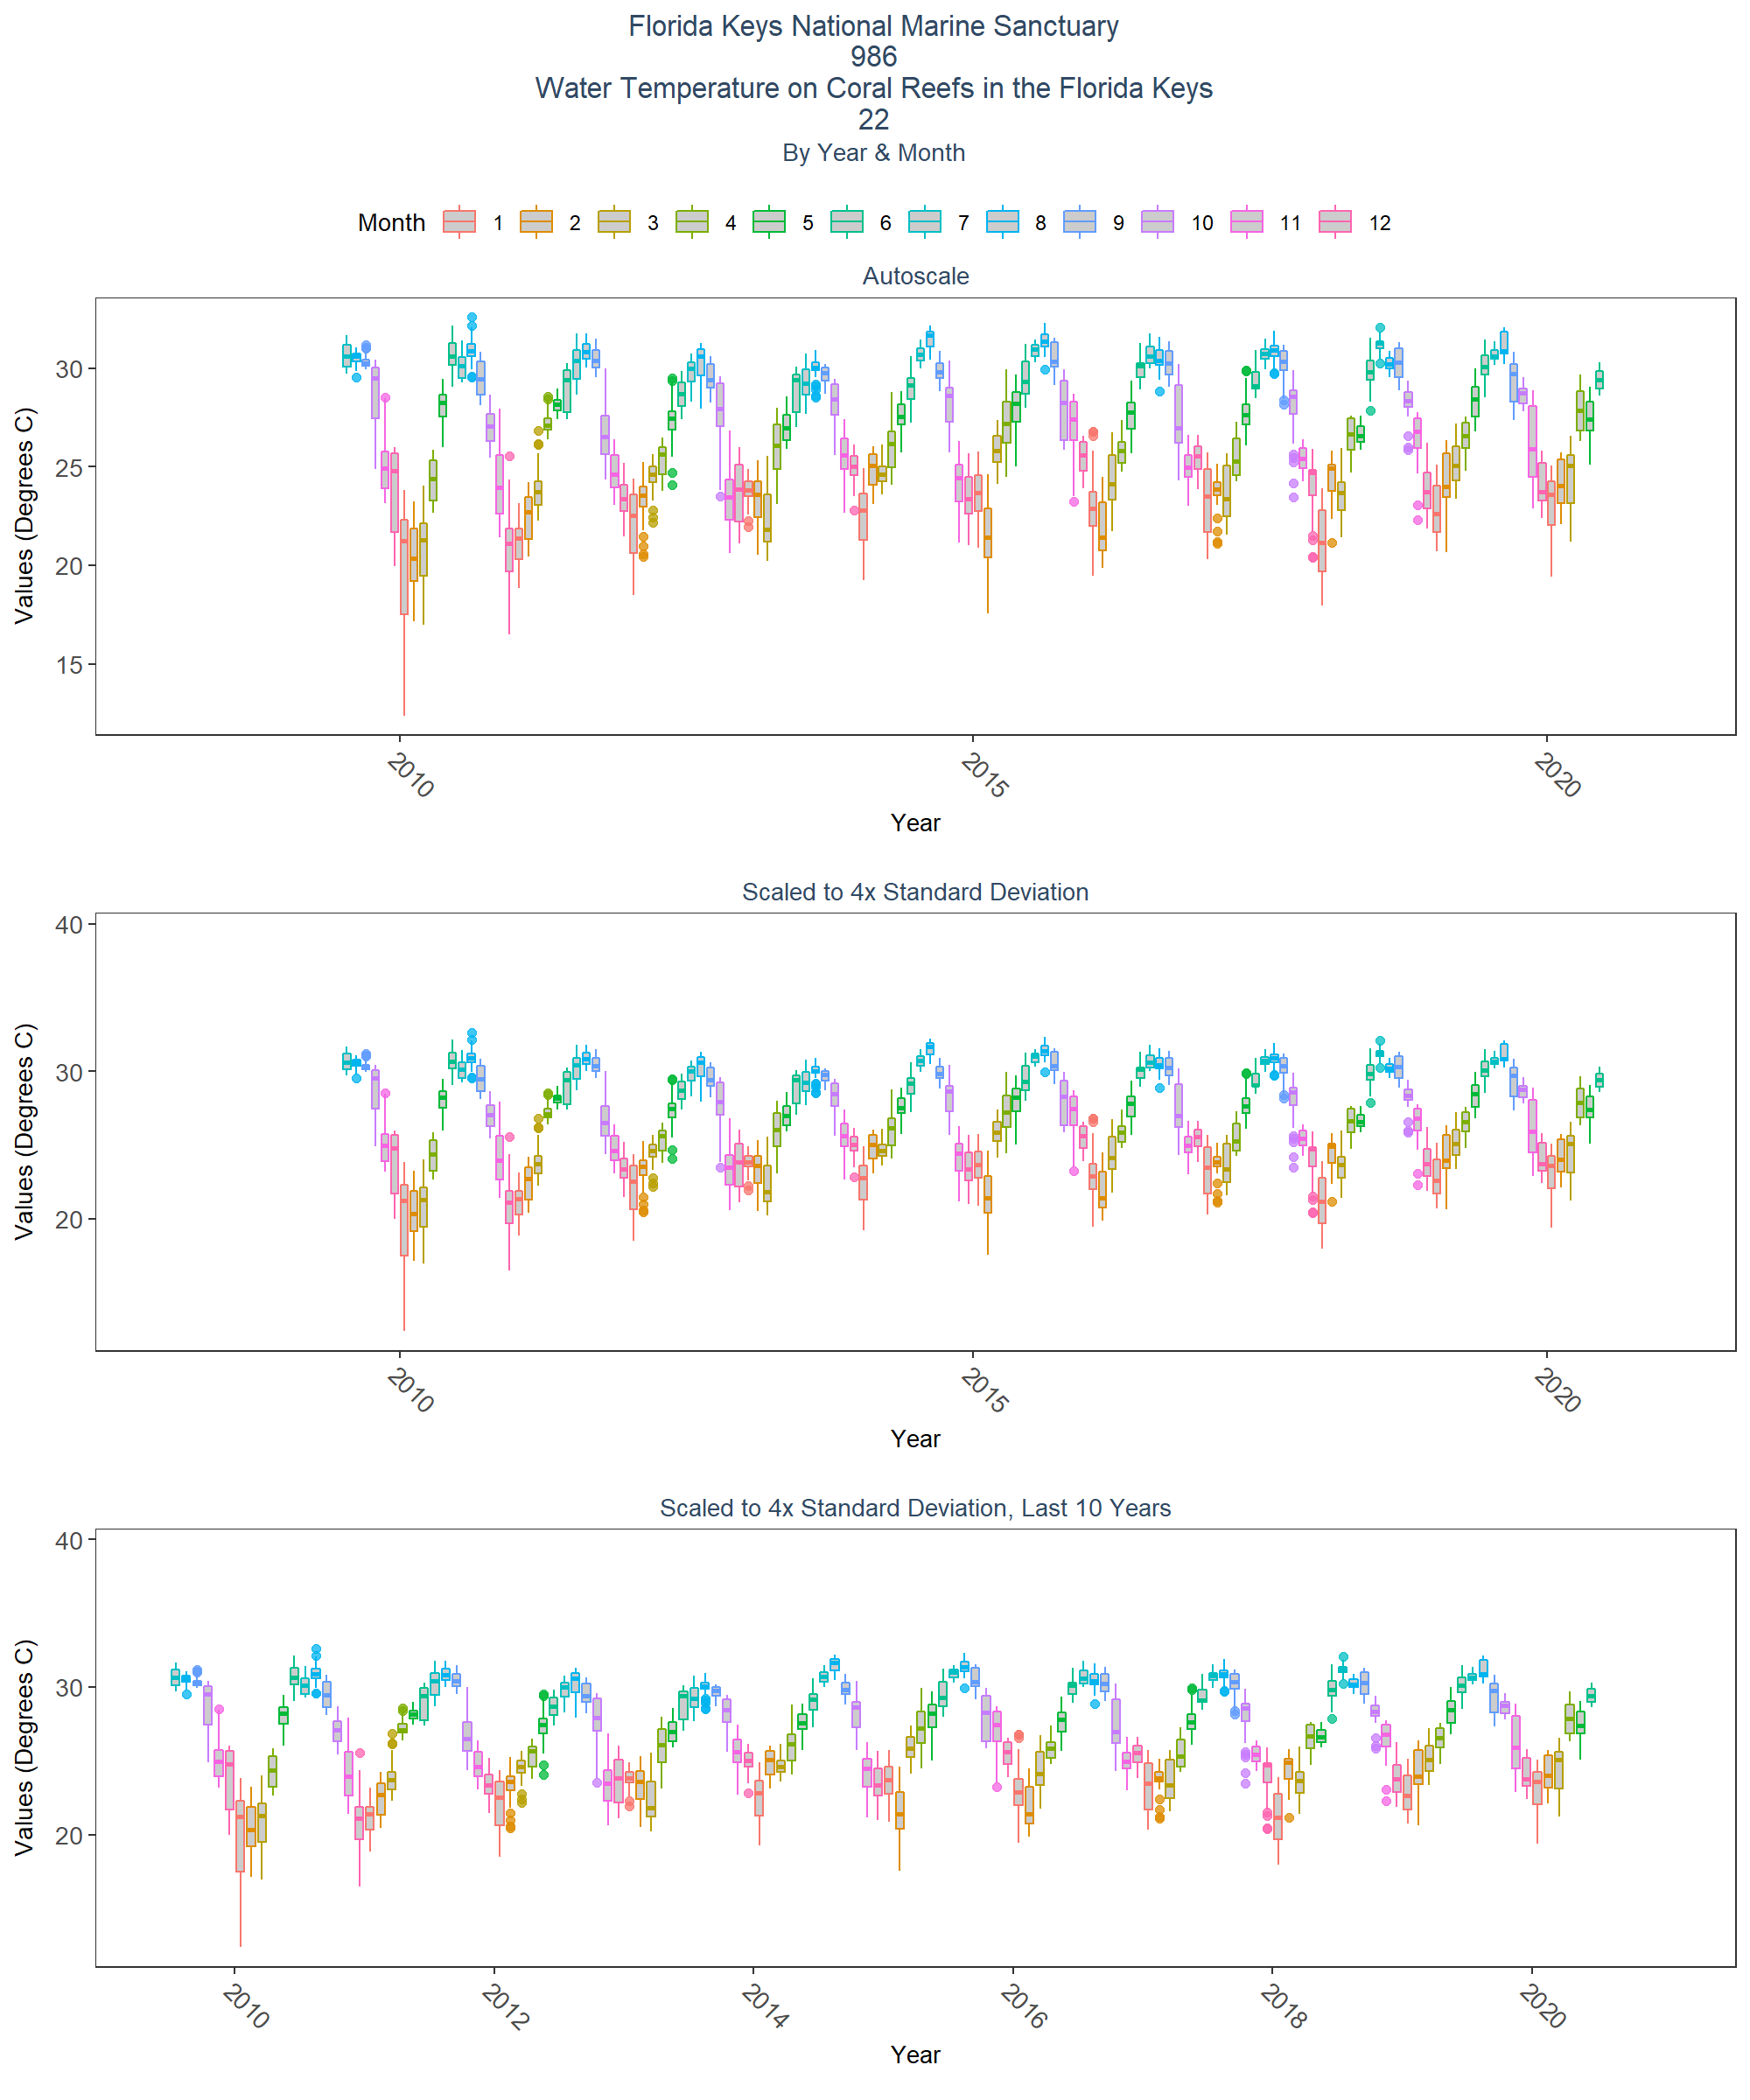 Florida Keys National Marine Sanctuary
986
Water Temperature on Coral Reefs in the Florida Keys
22
By Year & Month
Month 1 2 3 4 5 6 7 8 9 10 11 12
Autoscale
Values (Degrees C)
30
25
20
15
2010 2015 2020
Year
Scaled to 4x Standard Deviation
Values (Degrees C)
40
30
20
2010 2015 2020
Year
Scaled to 4x Standard Deviation, Last 10 Years
Values (Degrees C)
40
30
20
2010 2012 2014 2016 2018 2020
Year